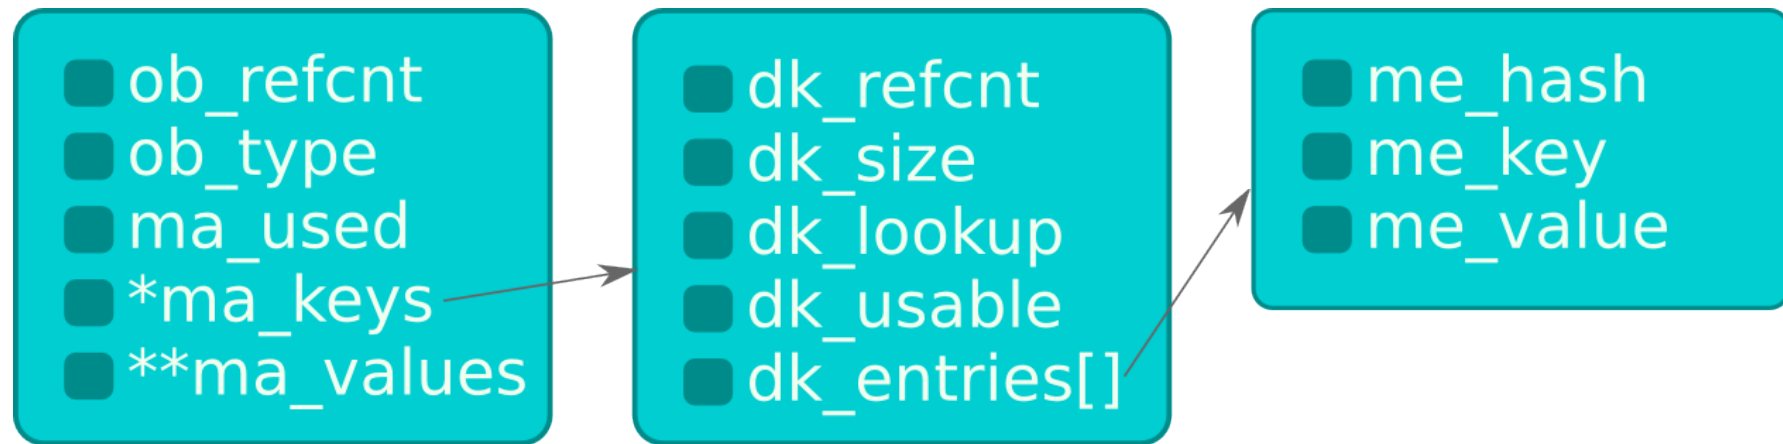 ob_refcnt
ob_type
ma_used
*ma_keys
**ma_values
dk_refcnt
dk_size
dk_lookup
dk_usable
dk_entries[]
me_hash
me_key
me_value